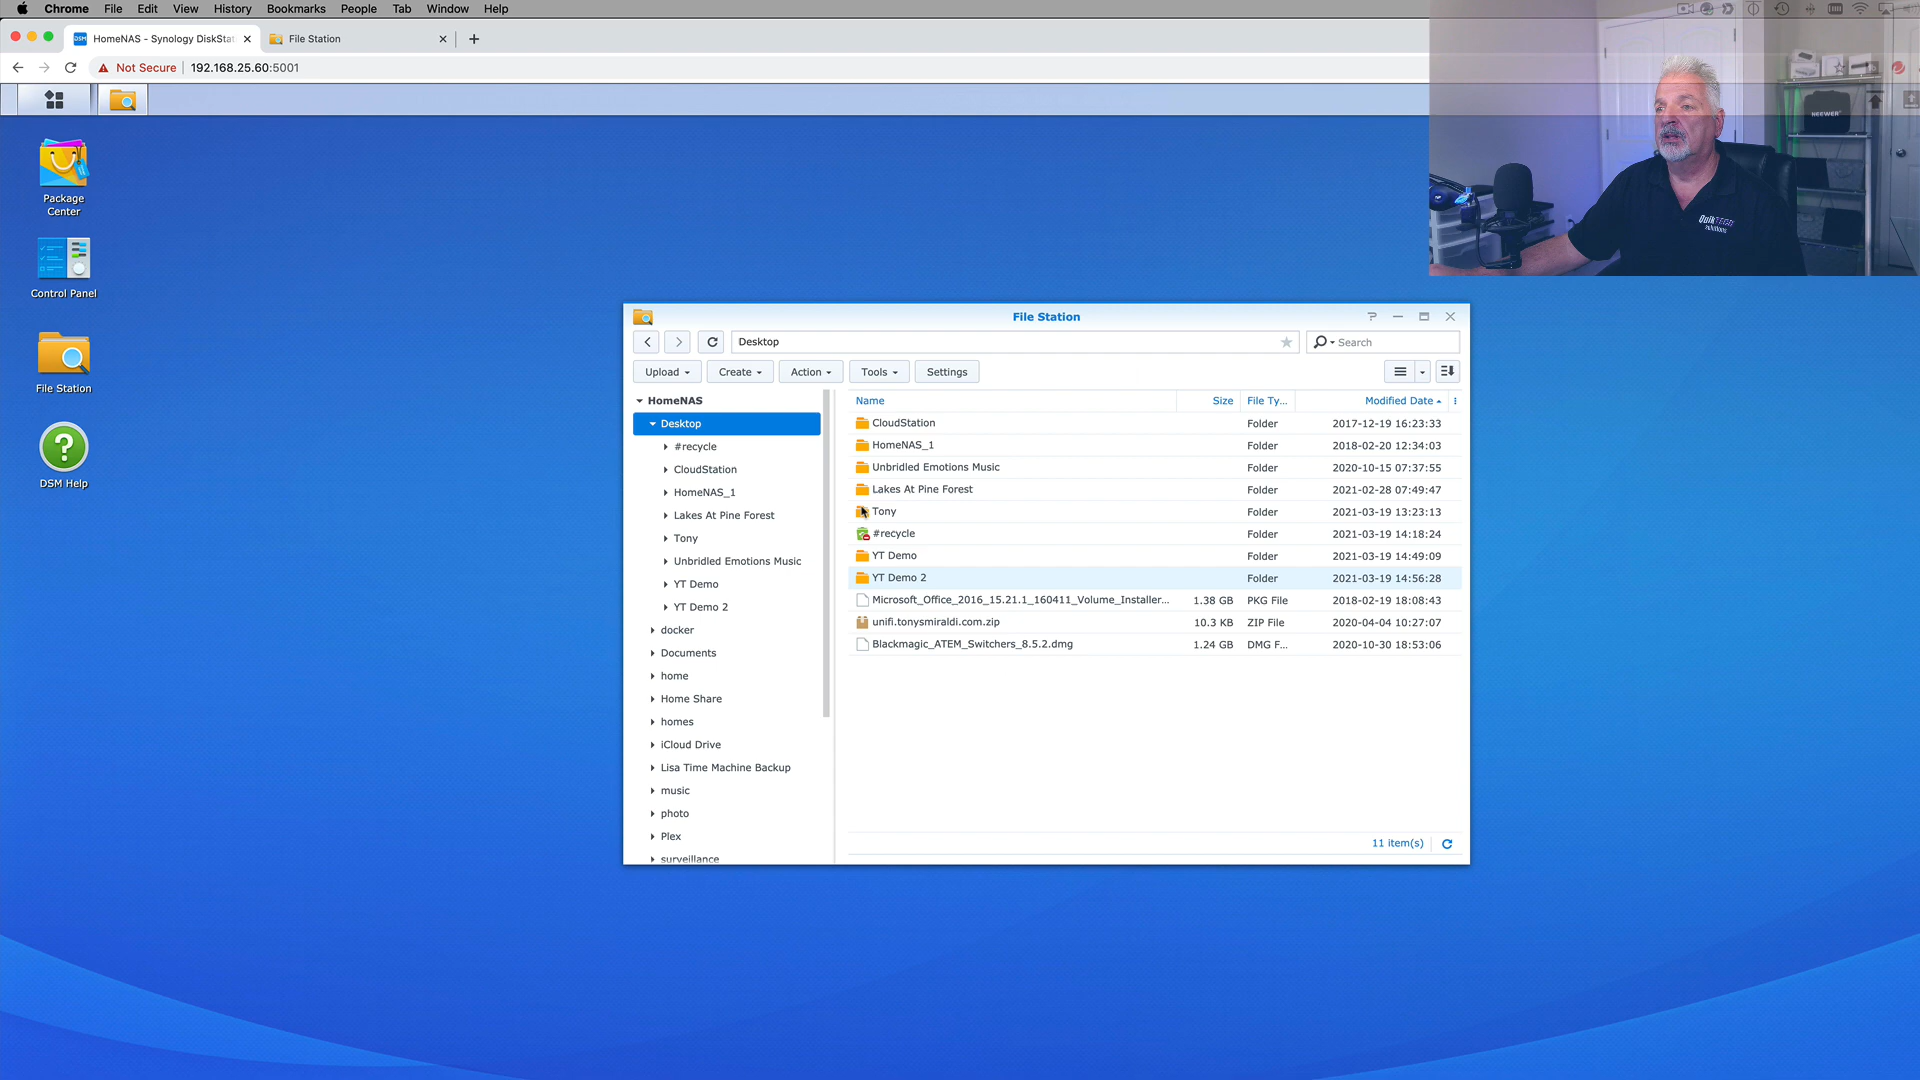 Chrome File Edit View History Bookmarks People Tab Window Help
HomeNAS - Synology DiskStat
File Station
Not Secure 192.168.25.60:5001
NEEWER
QuikTECH
Solutions
Package
Center
Control Panel
File Station
DSM Help
File Station
Desktop
Search
Upload Create Action Tools Settings
HomeNAS
Desktop
#recycle
CloudStation
HomeNAS_1
Lakes At Pine Forest
Tony
Unbridled Emotions Music
YT Demo
YT Demo 2
docker
Documents
home
Home Share
homes
iCloud Drive
Lisa Time Machine Backup
music
photo
Plex
surveillance
Name Size File Ty... Modified Date
CloudStation Folder 2017-12-19 16:23:33
HomeNAS_1 Folder 2018-02-20 12:34:03
Unbridled Emotions Music Folder 2020-10-15 07:37:55
Lakes At Pine Forest Folder 2021-02-28 07:49:47
Tony Folder 2021-03-19 13:23:13
#recycle Folder 2021-03-19 14:18:24
YT Demo Folder 2021-03-19 14:49:09
YT Demo 2 Folder 2021-03-19 14:56:28
Microsoft_Office_2016_15.21.1_160411_Volume_Installer... 1.38 GB PKG File 2018-02-19 18:08:43
unifi.tonysmiraldi.com.zip 10.3 KB ZIP File 2020-04-04 10:27:07
Blackmagic_ATEM_Switchers_8.5.2.dmg 1.24 GB DMG F... 2020-10-30 18:53:06
11 item(s)